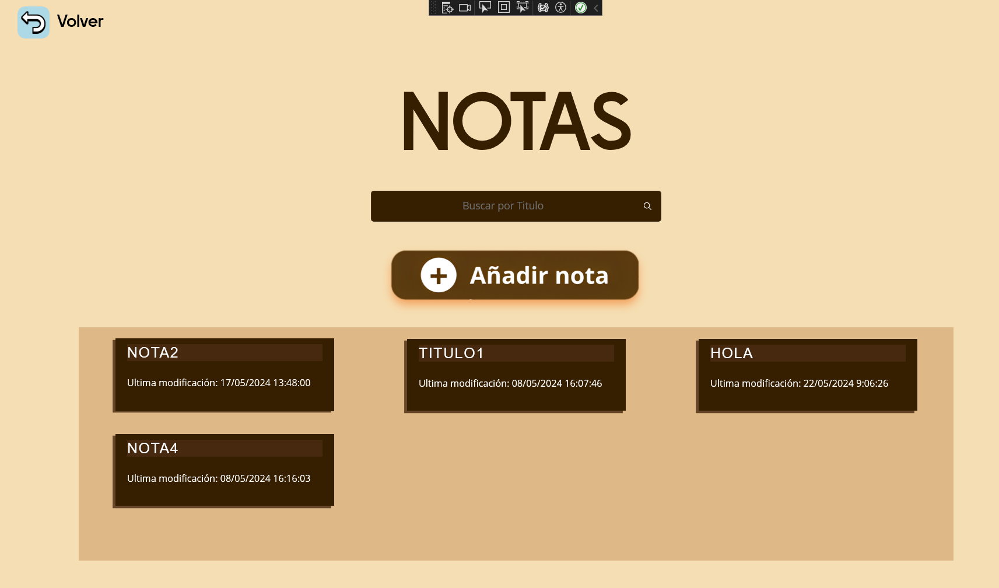 Volver
NOTAS
Buscar por Titulo
Añadir nota
NOTA2
Ultima modificación: 17/05/2024 13:48:00
TITULO1
Ultima modificación: 08/05/2024 16:07:46
HOLA
Ultima modificación: 22/05/2024 9:06:26
NOTA4
Ultima modificación: 08/05/2024 16:16:03